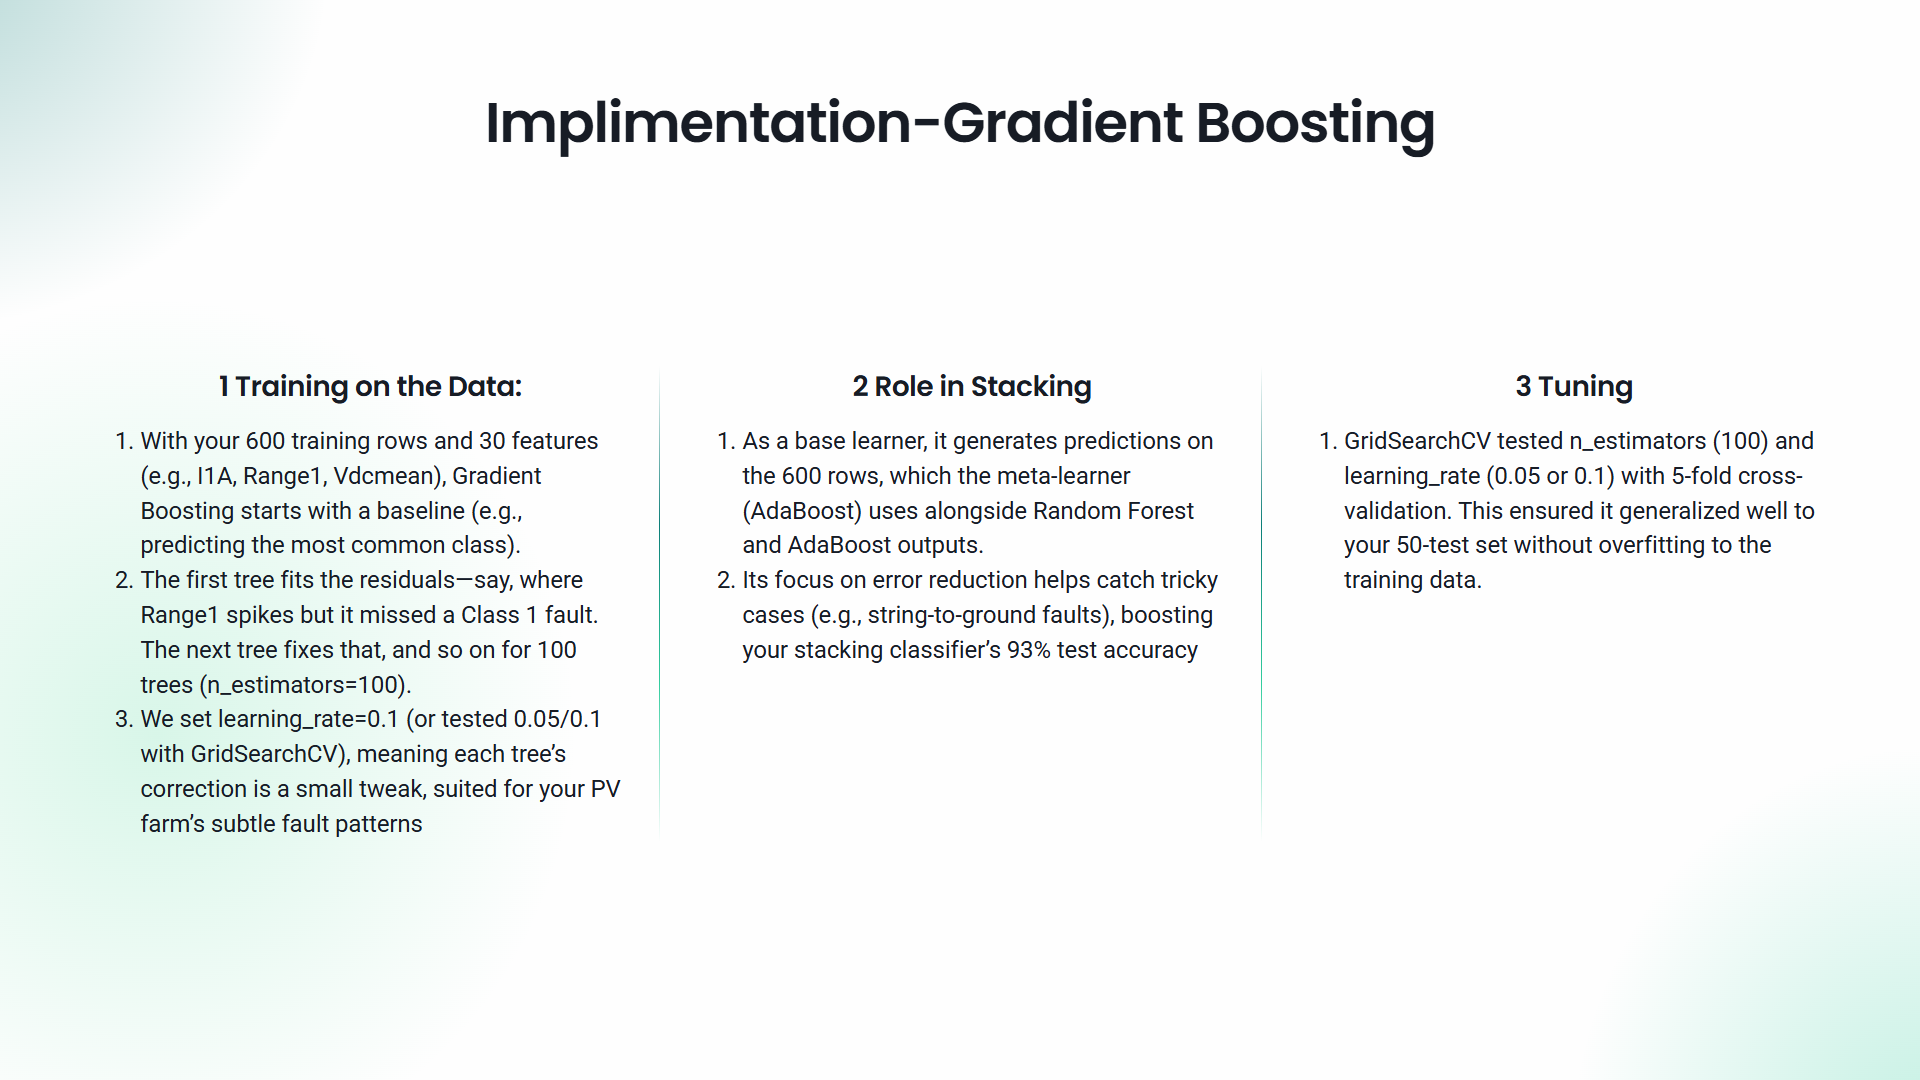 Implimentation-Gradient Boosting
1 Training on the Data:
1. With your 600 training rows and 30 features
(e.g., I1A, Range1, Vdcmean), Gradient
Boosting starts with a baseline (e.g.,
predicting the most common class).
2. The first tree fits the residuals—say, where
Range1 spikes but it missed a Class 1 fault.
The next tree fixes that, and so on for 100
trees (n_estimators=100).
3. We set learning_rate=0.1 (or tested 0.05/0.1
with GridSearchCV), meaning each tree’s
correction is a small tweak, suited for your PV
farm’s subtle fault patterns
2 Role in Stacking
1. As a base learner, it generates predictions on
the 600 rows, which the meta-learner
(AdaBoost) uses alongside Random Forest
and AdaBoost outputs.
2. Its focus on error reduction helps catch tricky
cases (e.g., string-to-ground faults), boosting
your stacking classifier’s 93% test accuracy
3 Tuning
1. GridSearchCV tested n_estimators (100) and
learning_rate (0.05 or 0.1) with 5-fold cross-
validation. This ensured it generalized well to
your 50-test set without overfitting to the
training data.